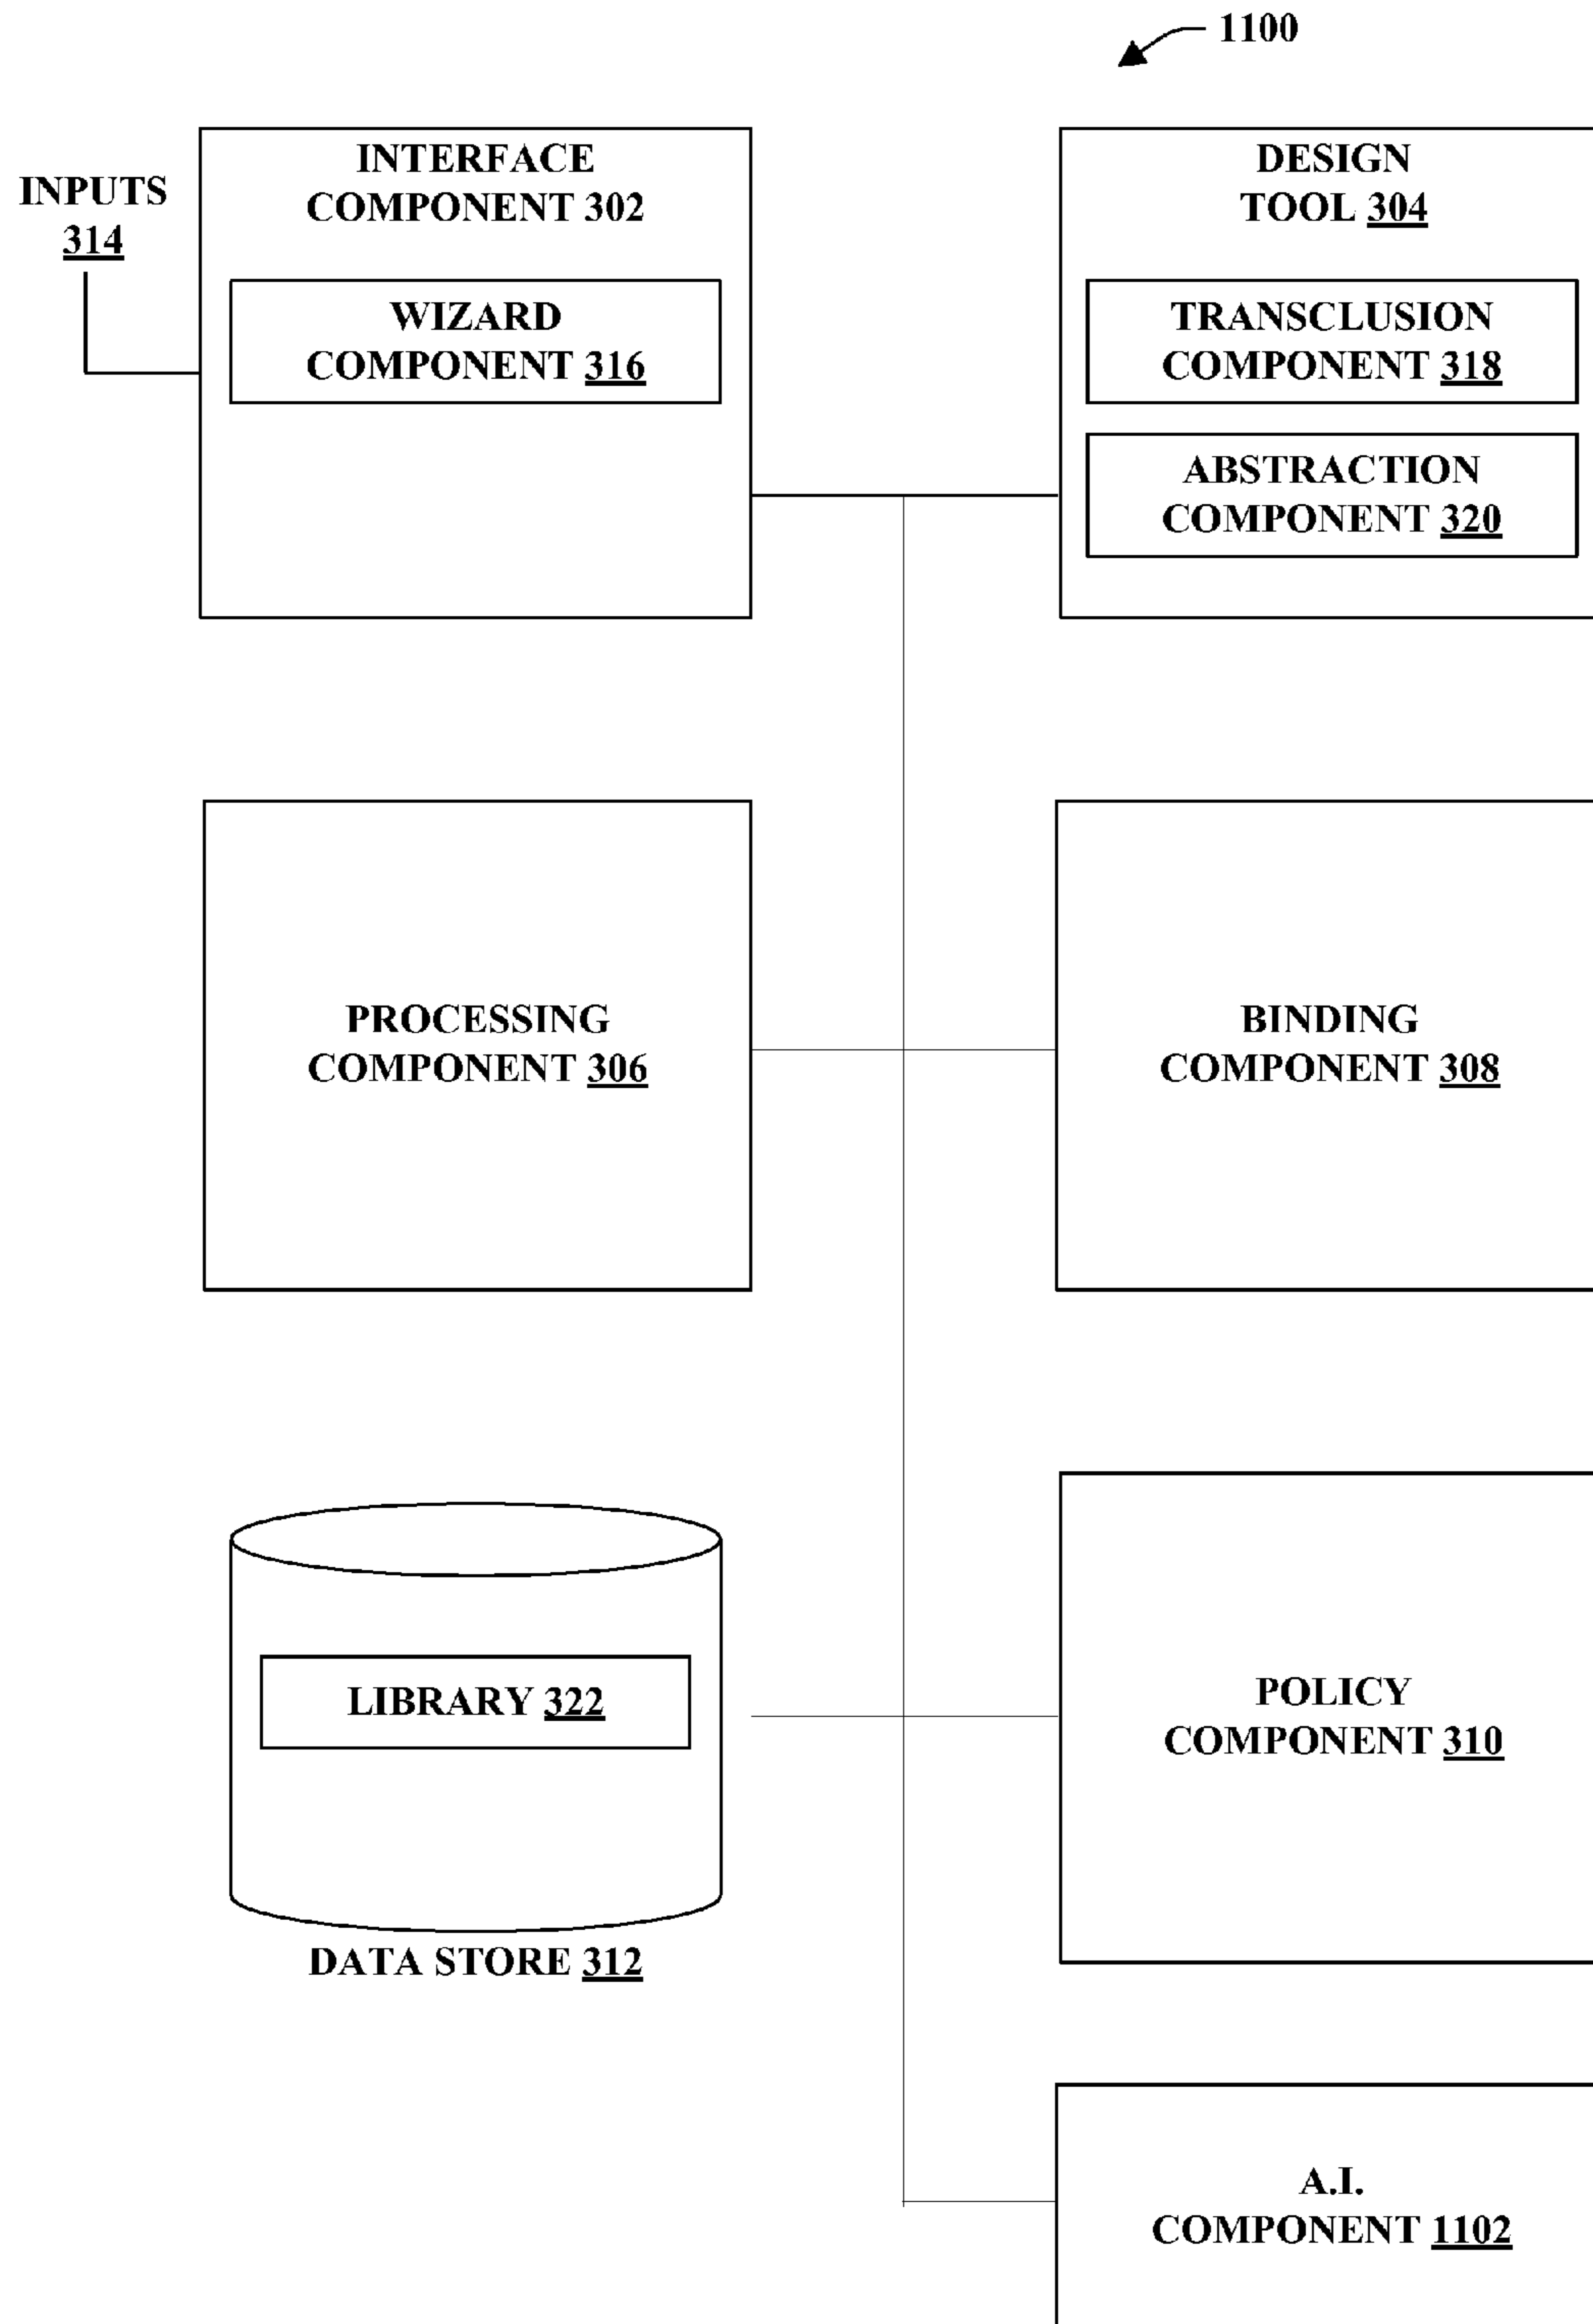 1100
INPUTS
314
INTERFACE
COMPONENT 302
WIZARD
COMPONENT 316
DESIGN
TOOL 304
TRANSCLUSION
COMPONENT 318
ABSTRACTION
COMPONENT 320
PROCESSING
COMPONENT 306
BINDING
COMPONENT 308
LIBRARY 322
DATA STORE 312
POLICY
COMPONENT 310
A.I.
COMPONENT 1102